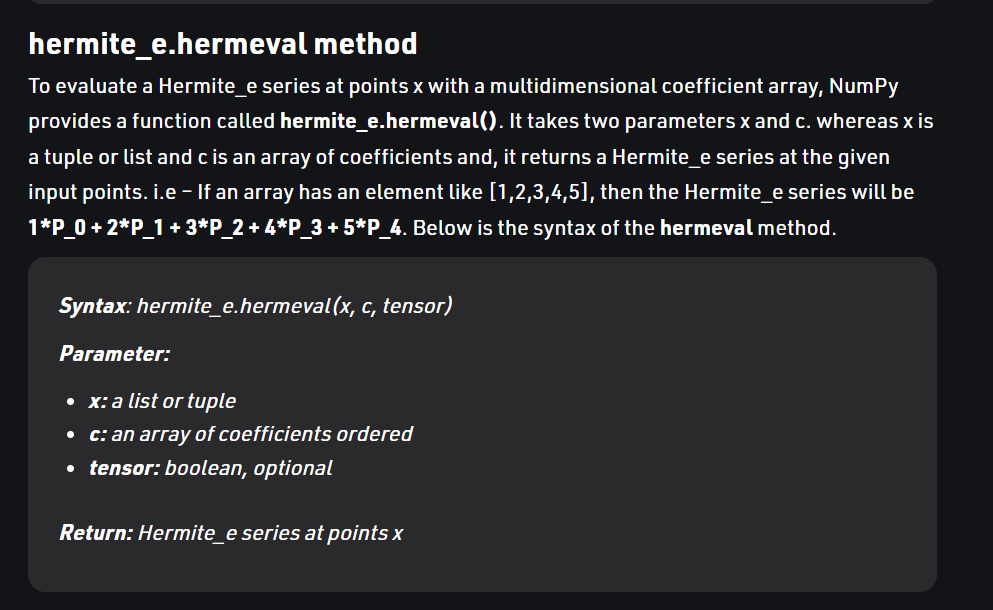 hermite_e.hermeval method
To evaluate a Hermite_e series at points x with a multidimensional coefficient array, NumPy
provides a function called hermite_e.hermeval(). It takes two parameters x and c. whereas x is
a tuple or list and c is an array of coefficients and, it returns a Hermite_e series at the given
input points. i.e – If an array has an element like [1,2,3,4,5], then the Hermite_e series will be
1*P_0 + 2*P_1 + 3*P_2 + 4*P_3 + 5*P_4. Below is the syntax of the hermeval method.
Syntax: hermite_e.hermeval(x, c, tensor)
Parameter:
• x: a list or tuple
• c: an array of coefficients ordered
• tensor: boolean, optional
Return: Hermite_e series at points x